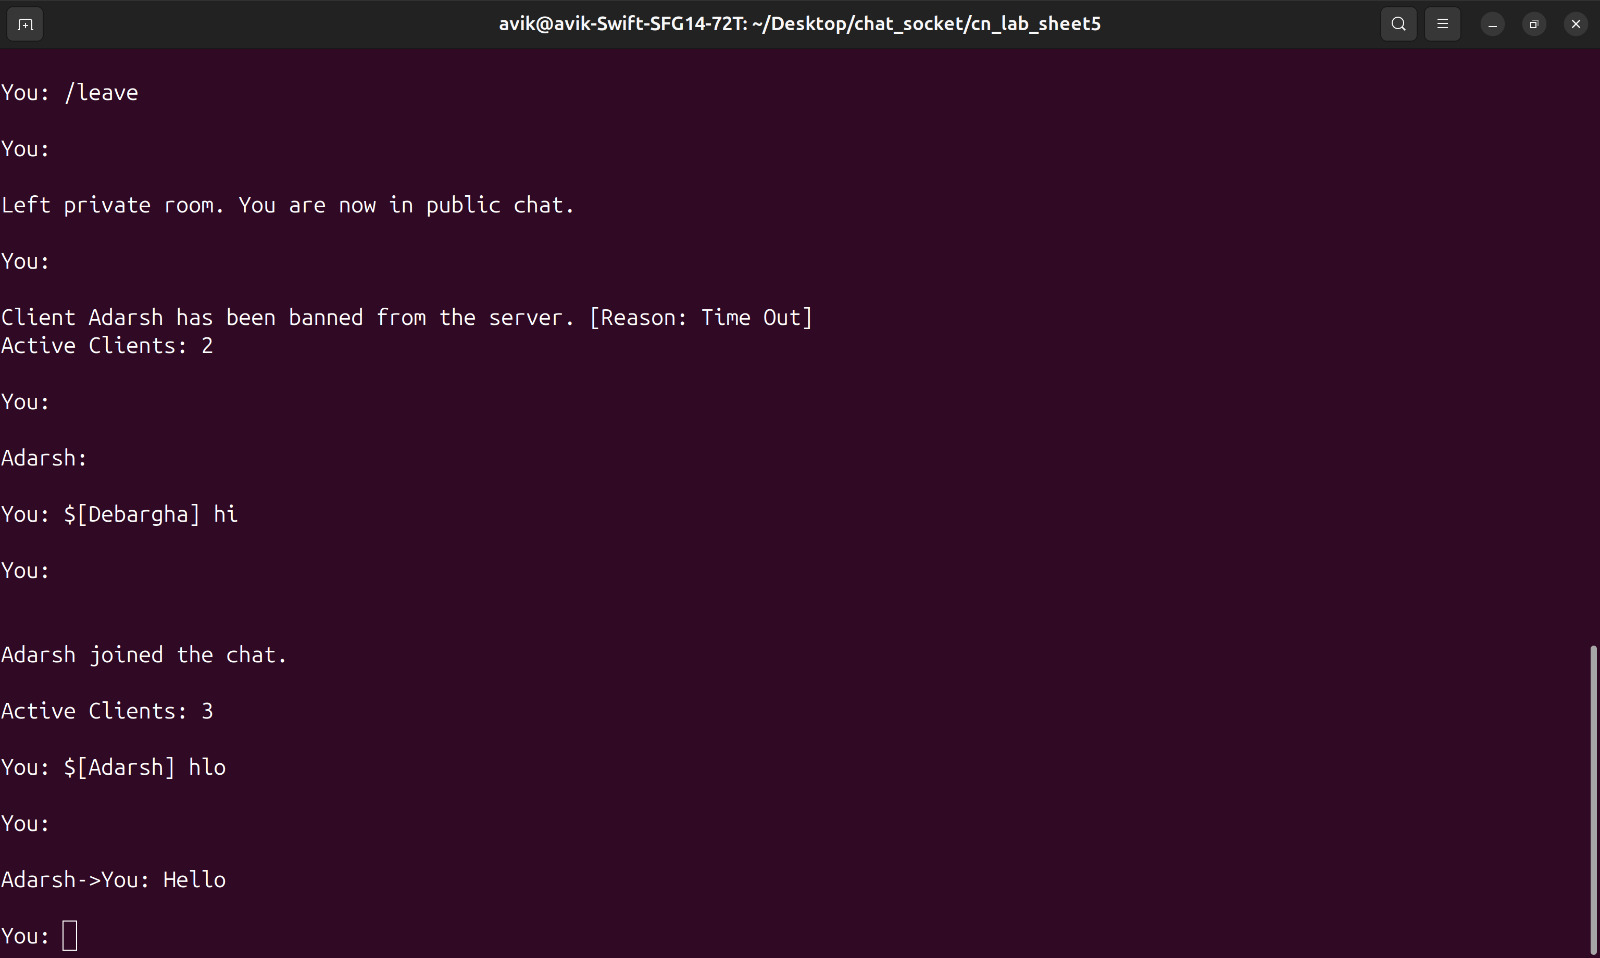 avik@avik-Swift-SFG14-72T: ~/Desktop/chat_socket/cn_lab_sheet5
You: /leave
You:
Left private room. You are now in public chat.
You:
Client Adarsh has been banned from the server. [Reason: Time Out]
Active Clients: 2
You:
Adarsh:
You: $[Debargha] hi
You:
Adarsh joined the chat.
Active Clients: 3
You: $[Adarsh] hlo
You:
Adarsh->You: Hello
You: